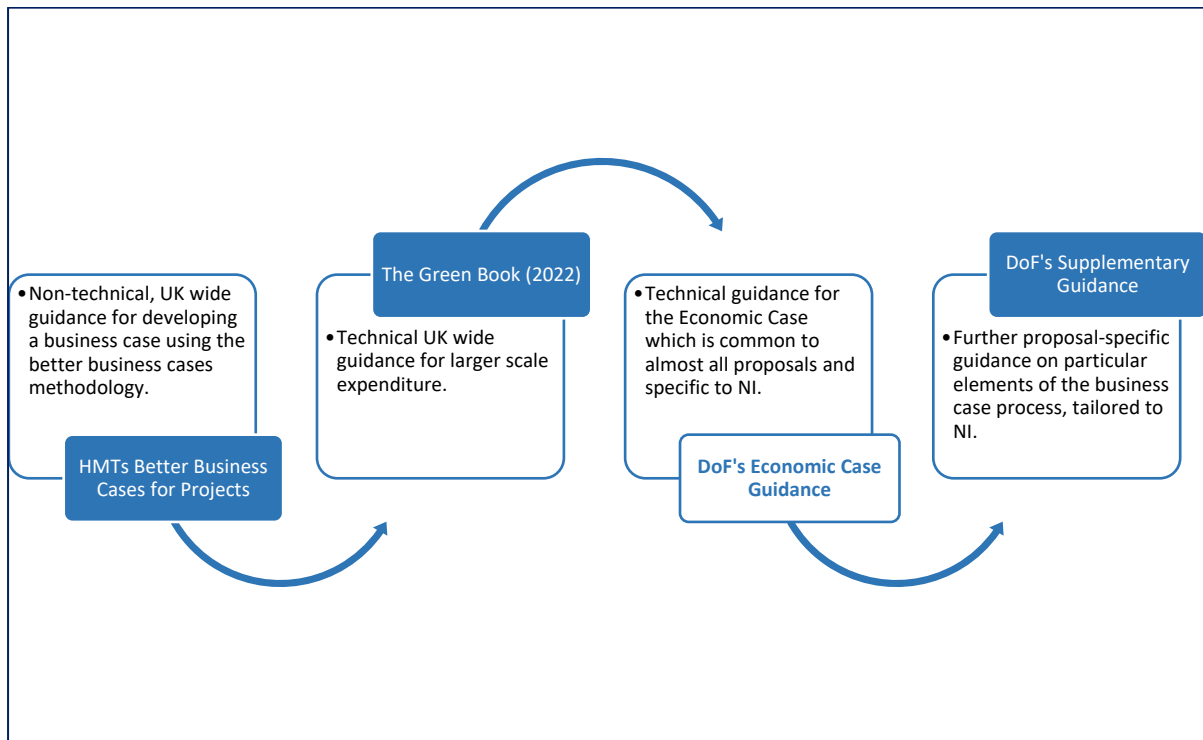 •Non-technical, UK wide
guidance for developing
a business case using the
better business cases
methodology.
HMTs Better Business
Cases for Projects
The Green Book (2022)
•Technical UK wide
guidance for larger scale
expenditure.
•Technical guidance for
the Economic Case
which is common to
almost all proposals and
specific to NI.
DoF's Economic Case
Guidance
DoF's Supplementary
Guidance
•Further proposal-specific
guidance on particular
elements of the business
case process, tailored to
NI.